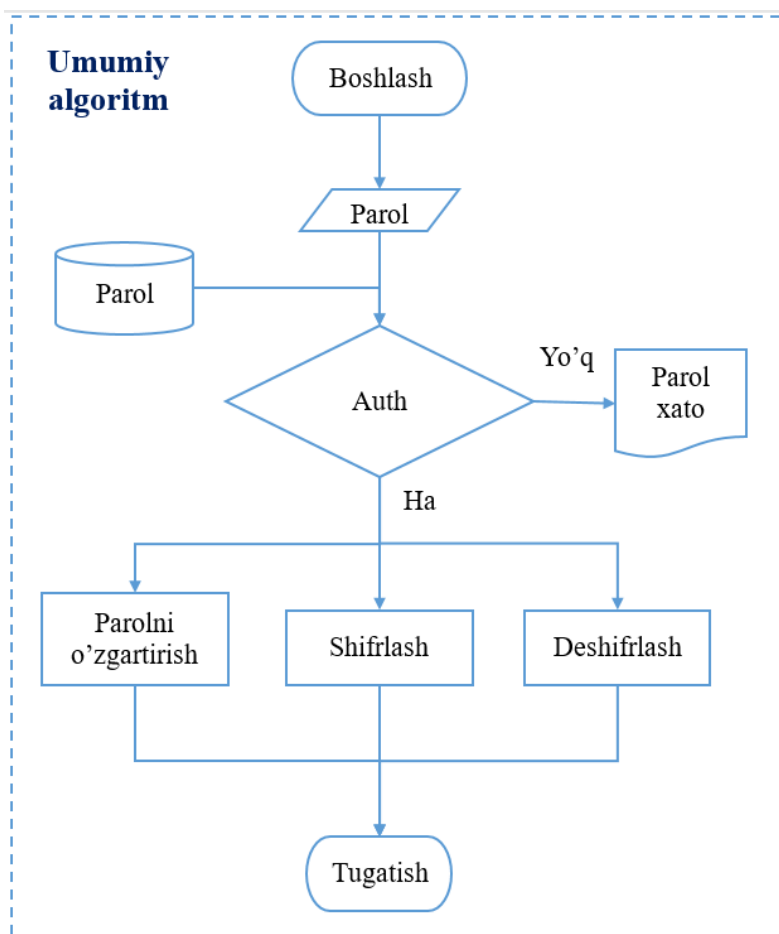 Umumiy
algoritm
Boshlash
Parol
Parol
Auth
Yo’q
Parol
xato
Ha
Parolni
o’zgartirish
Shifrlash
Deshifrlash
Tugatish